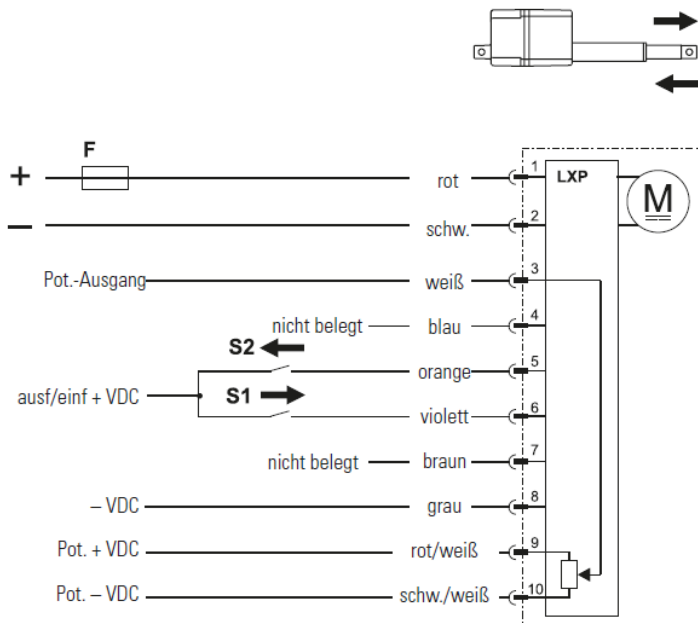 F
+ rot 1 LXP
M
− schw. 2
Pot.-Ausgang weiß 3
nicht belegt blau 4
S2
orange 5
ausf/einf + VDC S1
violett 6
nicht belegt braun 7
– VDC grau 8
Pot. + VDC rot/weiß 9
Pot. – VDC schw./weiß 10